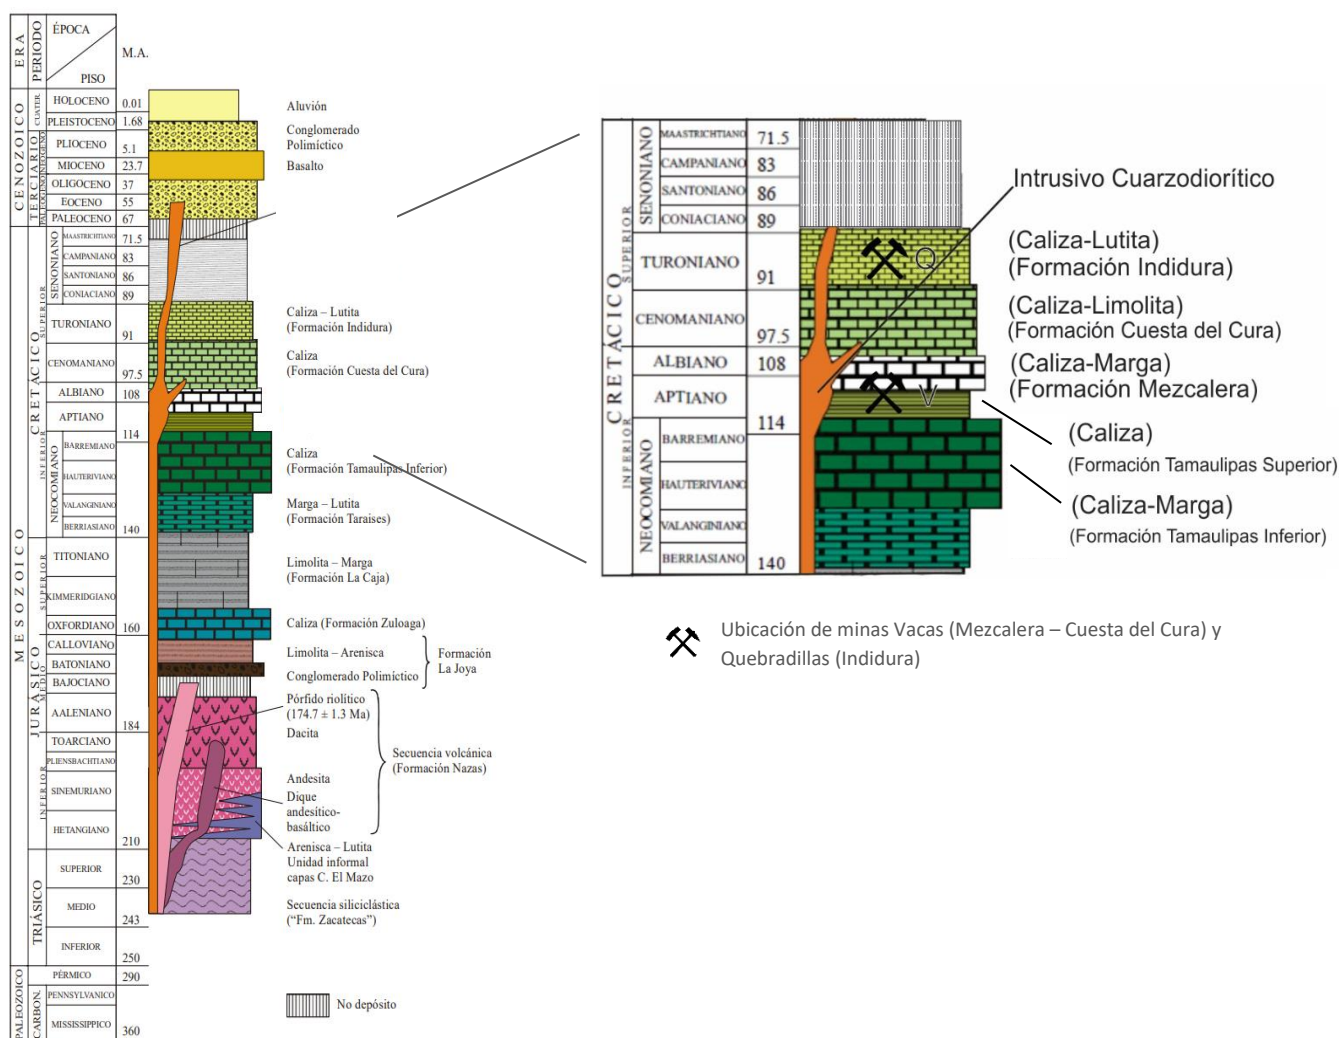 ERA
PERIODO
ÉPOCA
PISO
M.A.
CENOZOICO
CUATER.
TERCIARIO
NEOGENO
PALEOGENO
HOLOCENO 0.01
PLEISTOCENO 1.68
PLIOCENO 5.1
MIOCENO 23.7
OLIGOCENO 37
EOCENO 55
PALEOCENO 67
MESOZOICO
CRETÁCICO
SUPERIOR
SENONIANO
MAASTRICHTIANO 71.5
CAMPANIANO 83
SANTONIANO 86
CONIACIANO 89
TURONIANO 91
CENOMANIANO 97.5
INFERIOR
ALBIANO 108
APTIANO 114
NEOCOMIANO
BARREMIANO
HAUTERIVIANO
VALANGINIANO
BERRIASIANO 140
JURÁSICO
SUPERIOR
TITONIANO
KIMMERIDGIANO
OXFORDIANO 160
MEDIO
CALLOVIANO
BATONIANO
BAJOCIANO
AALENIANO 184
INFERIOR
TOARCIANO
PLIENSBACHTIANO
SINEMURIANO
HETANGIANO 210
TRIÁSICO
SUPERIOR 230
MEDIO 243
INFERIOR 250
PALEOZOICO
PÉRMICO 290
CARBON.
PENNSYLVANICO
MISSISSIPPICO 360
Aluvión
Conglomerado
Polimíctico
Basalto
Caliza – Lutita
(Formación Indidura)
Caliza
(Formación Cuesta del Cura)
Caliza
(Formación Tamaulipas Inferior)
Marga – Lutita
(Formación Taraises)
Limolita – Marga
(Formación La Caja)
Caliza (Formación Zuloaga)
Limolita – Arenisca
Conglomerado Polimíctico
Formación
La Joya
Pórfido riolítico
(174.7 ± 1.3 Ma)
Dacita
Andesita
Dique
andesítico-
basáltico
Secuencia volcánica
(Formación Nazas)
Arenisca – Lutita
Unidad informal
capas C. El Mazo
Secuencia siliciclástica
(“Fm. Zacatecas”)
No depósito
CRETÁCICO
SUPERIOR
SENONIANO
MAASTRICHTIANO 71.5
CAMPANIANO 83
SANTONIANO 86
CONIACIANO 89
TURONIANO 91
CENOMANIANO 97.5
INFERIOR
ALBIANO 108
APTIANO 114
NEOCOMIANO
BARREMIANO
HAUTERIVIANO
VALANGINIANO
BERRIASIANO 140
Q
V
Intrusivo Cuarzodiorítico
(Caliza-Lutita)
(Formación Indidura)
(Caliza-Limolita)
(Formación Cuesta del Cura)
(Caliza-Marga)
(Formación Mezcalera)
(Caliza)
(Formación Tamaulipas Superior)
(Caliza-Marga)
(Formación Tamaulipas Inferior)
Ubicación de minas Vacas (Mezcalera – Cuesta del Cura) y
Quebradillas (Indidura)